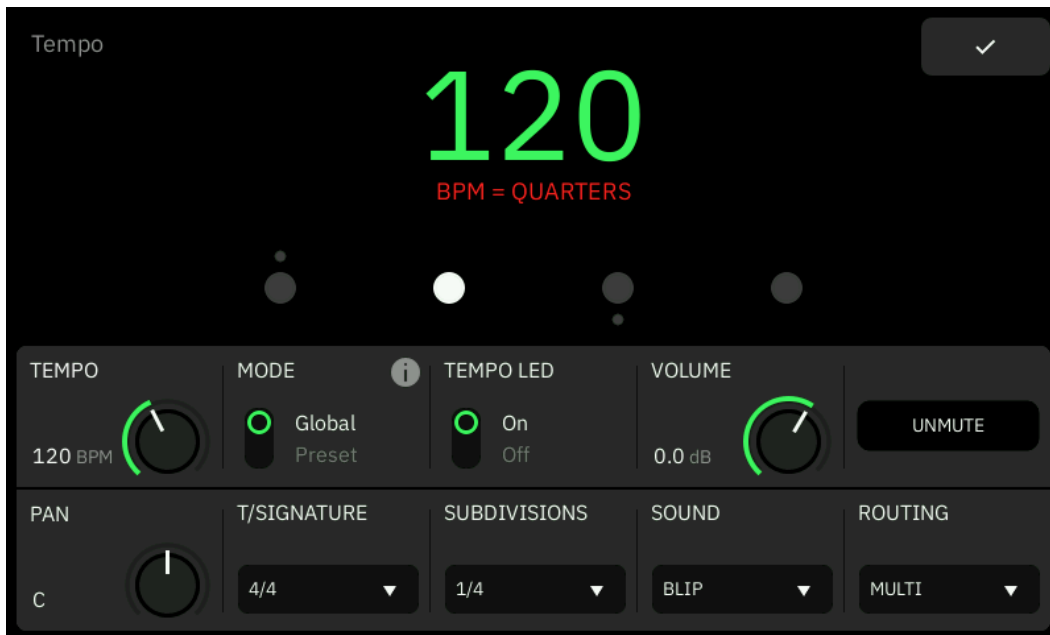 Tempo
120
BPM = QUARTERS
TEMPO
120 BPM
MODE
Global
Preset
TEMPO LED
On
Off
VOLUME
0.0 dB
UNMUTE
PAN
C
T/SIGNATURE
4/4
SUBDIVISIONS
1/4
SOUND
BLIP
ROUTING
MULTI